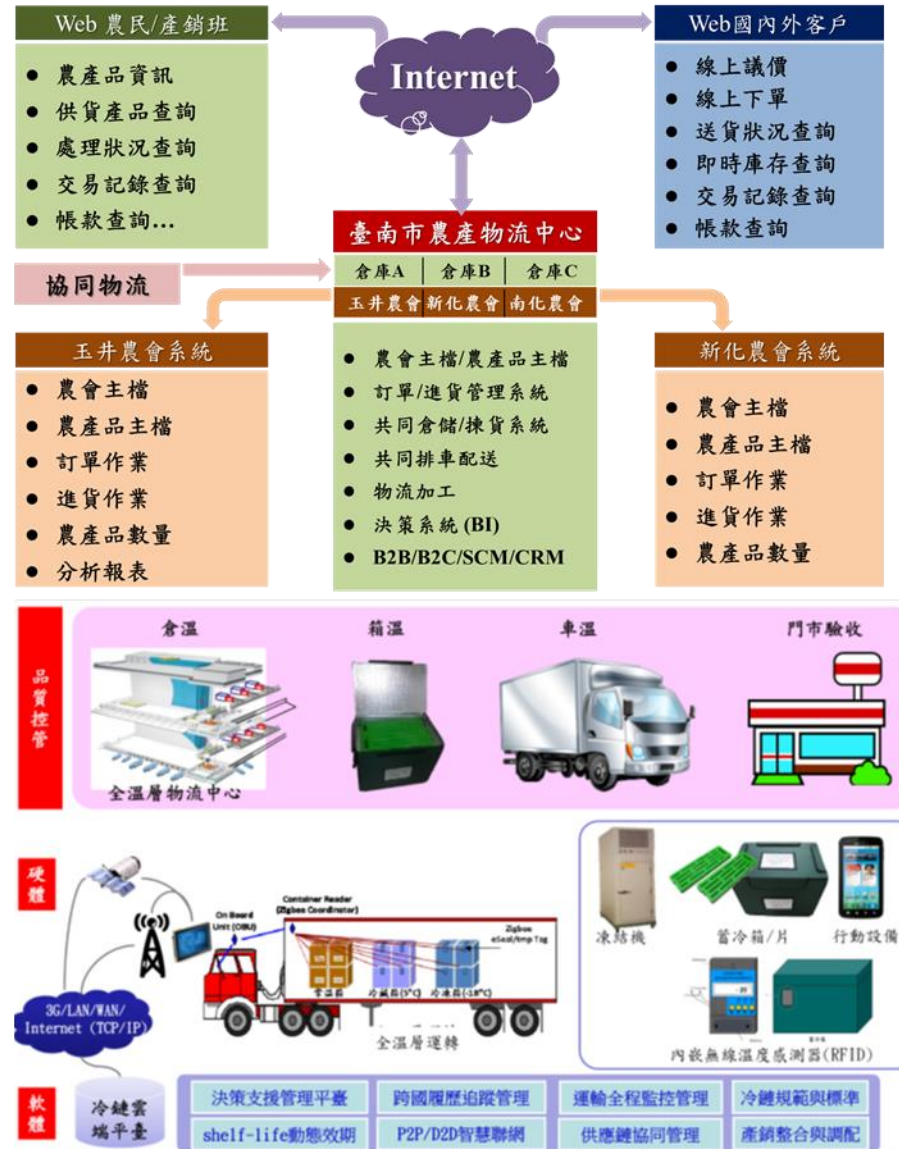 Web 農民/產銷班
● 農產品資訊
● 供貨產品查詢
● 處理狀況查詢
● 交易記錄查詢
● 帳款查詢...
Internet
Web國內外客戶
● 線上議價
● 線上下單
● 送貨狀況查詢
● 即時庫存查詢
● 交易記錄查詢
● 帳款查詢
協同物流
臺南市農產物流中心
倉庫A 倉庫B 倉庫C
玉井農會 新化農會 南化農會
● 農會主檔/農產品主檔
● 訂單/進貨管理系統
● 共同倉儲/揀貨系統
● 共同排車配送
● 物流加工
● 決策系統 (BI)
● B2B/B2C/SCM/CRM
玉井農會系統
● 農會主檔
● 農產品主檔
● 訂單作業
● 進貨作業
● 農產品數量
● 分析報表
新化農會系統
● 農會主檔
● 農產品主檔
● 訂單作業
● 進貨作業
● 農產品數量
品質控管
倉溫
箱溫
車溫
門市驗收
全溫層物流中心
硬體
On Board
Unit (OBU)
Container Reader
(Zigbee Coordinator)
Zigbee
eSeal/tmp Tag
常溫箱
冷藏箱(5°C)
冷凍箱(-18°C)
全溫層運轉
3G/LAN/WAN/
Internet (TCP/IP)
凍結機
蓄冷箱/片
行動設備
內嵌無線溫度感測器(RFID)
軟體
冷鏈雲
端平臺
決策支援管理平臺
跨國履歷追蹤管理
運輸全程監控管理
冷鏈規範與標準
shelf-life動態效期
P2P/D2D智慧聯網
供應鏈協同管理
產銷整合與調配